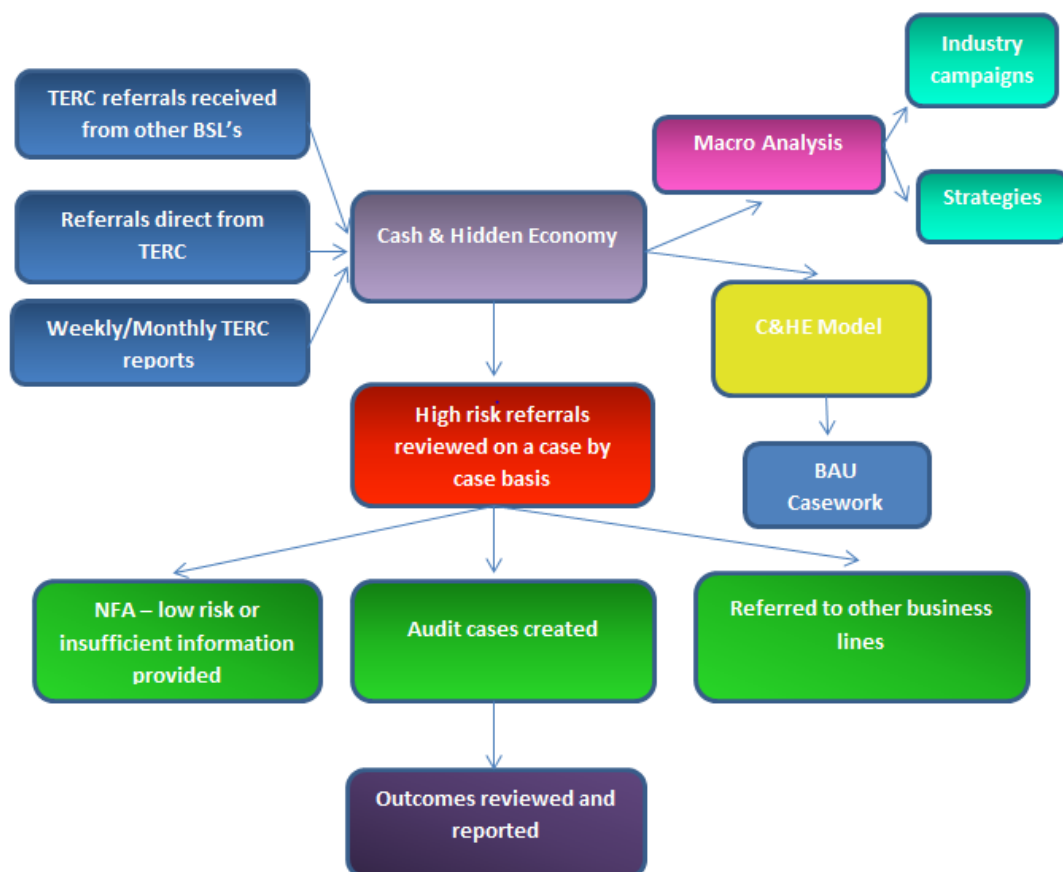 Industry
campaigns
TERC referrals received
from other BSL's
Macro Analysis
Strategies
Referrals direct from
TERC
Cash & Hidden Economy
Weekly/Monthly TERC
reports
C&HE Model
High risk referrals
reviewed on a case by
case basis
BAU
Casework
NFA – low risk or
insufficient information
provided
Audit cases created
Referred to other business
lines
Outcomes reviewed and
reported